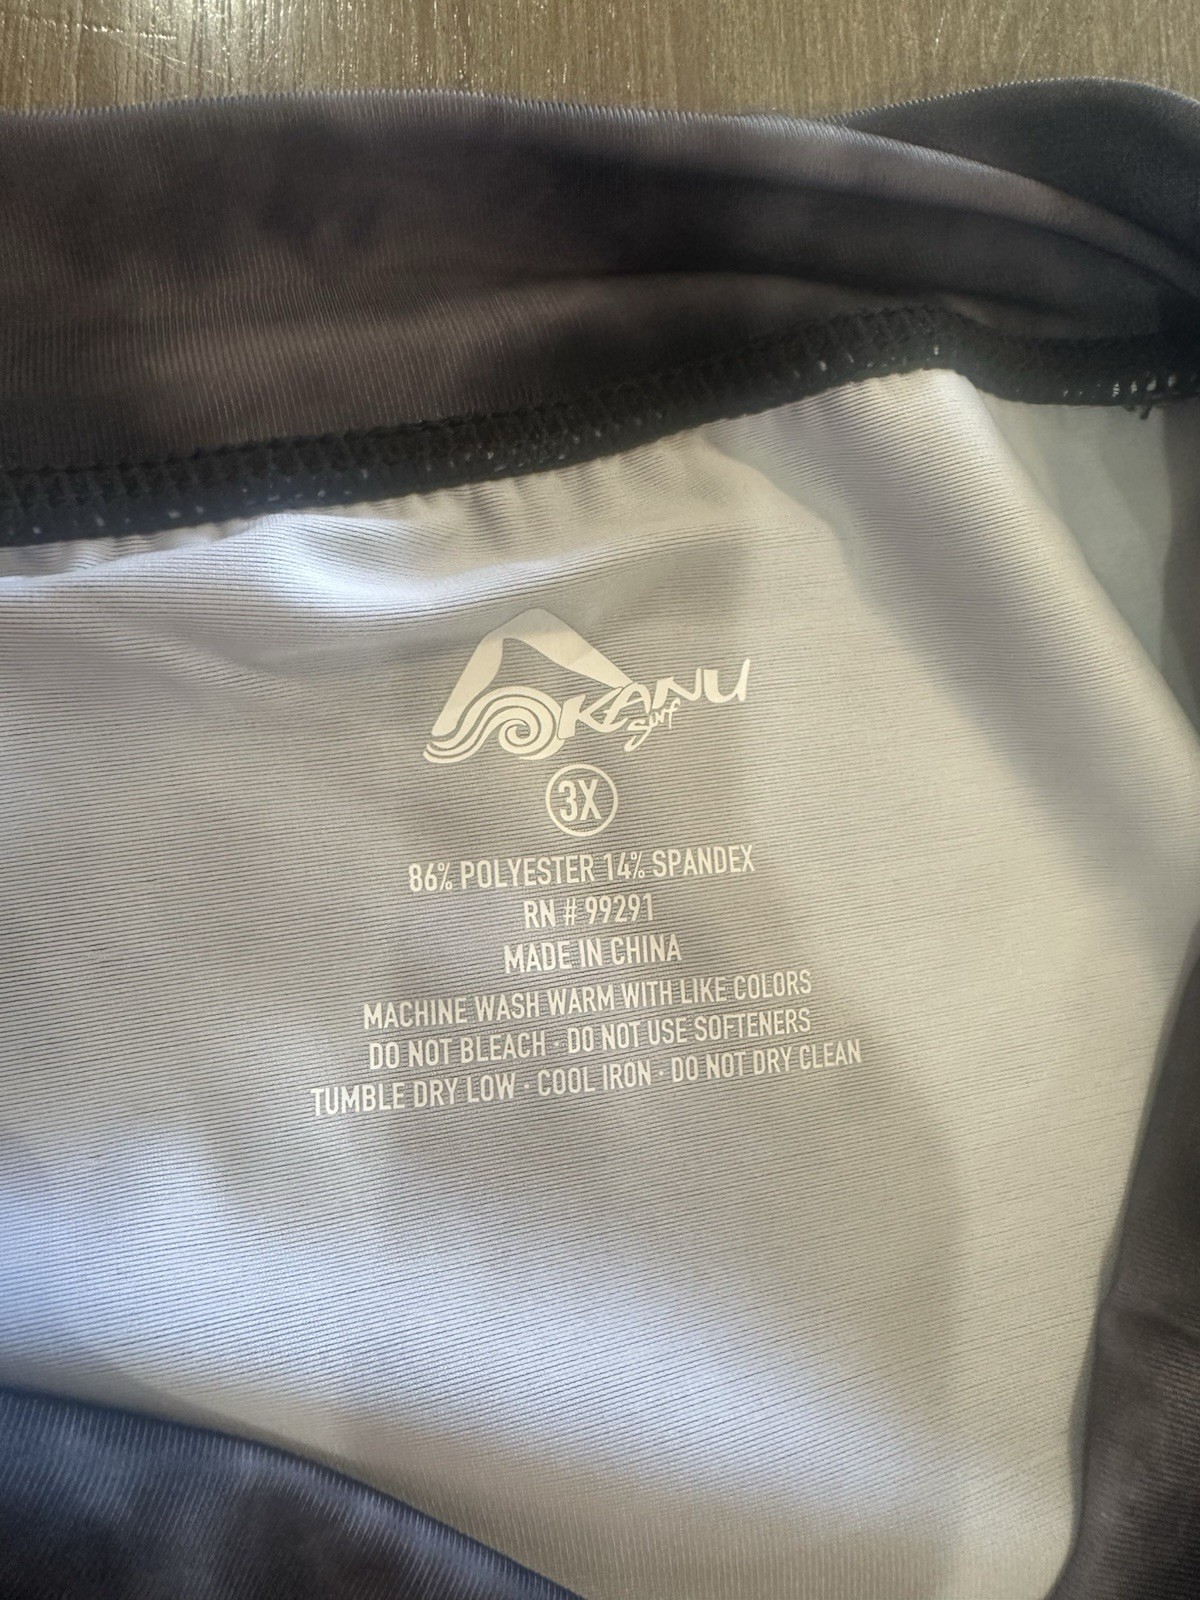 KANU
Surf
3X
86% POLYESTER 14% SPANDEX
RN # 99291
MADE IN CHINA
MACHINE WASH WARM WITH LIKE COLORS
DO NOT BLEACH · DO NOT USE SOFTENERS
TUMBLE DRY LOW · COOL IRON · DO NOT DRY CLEAN